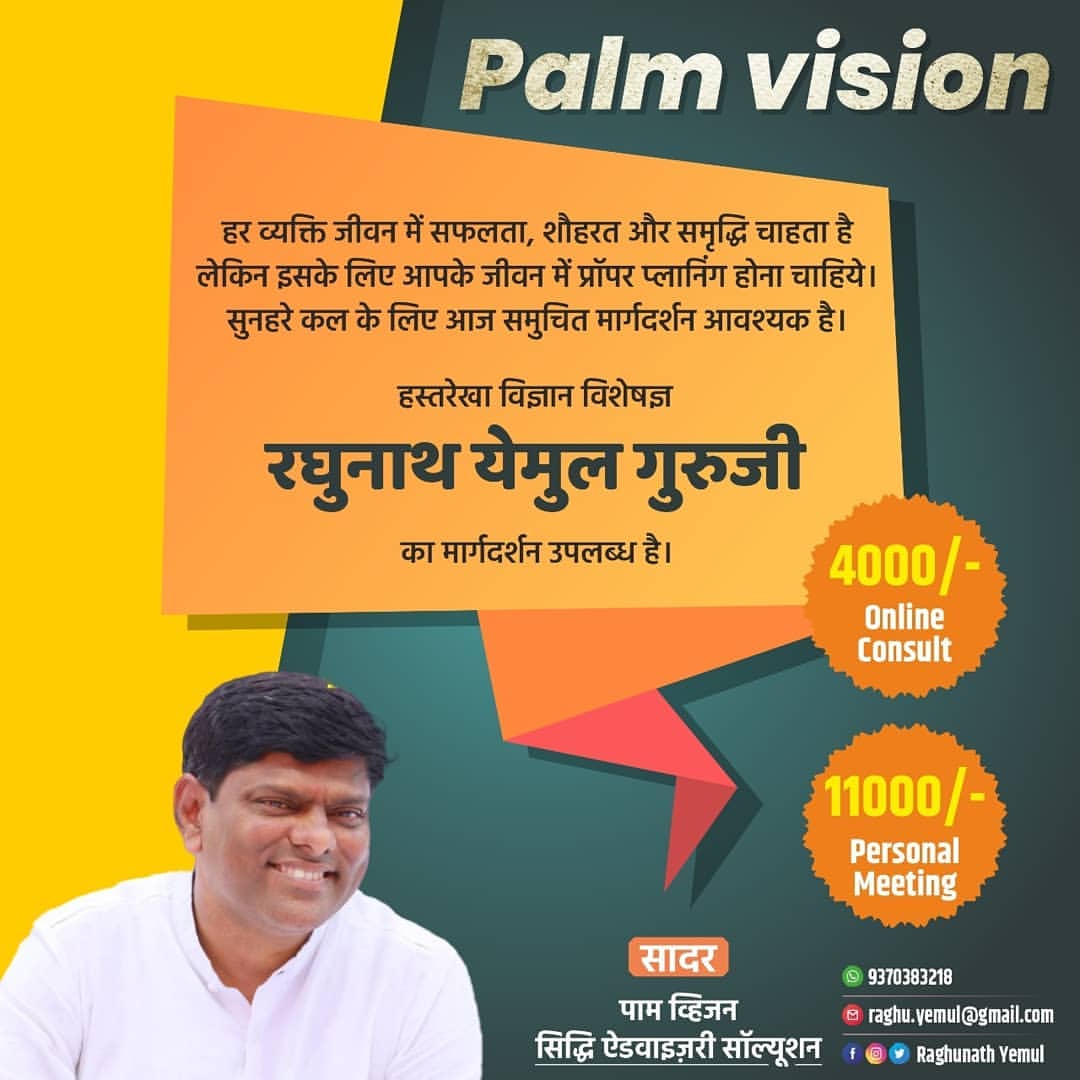 Palm vision
हर व्यक्ति जीवन में सफलता, शौहरत और समृद्धि चाहता है
लेकिन इसके लिए आपके जीवन में प्रॉपर प्लानिंग होना चाहिये।
सुनहरे कल के लिए आज समुचित मार्गदर्शन आवश्यक है।
हस्तरेखा विज्ञान विशेषज्ञ
रघुनाथ येमुल गुरुजी
का मार्गदर्शन उपलब्ध है।
4000/-
Online
Consult
11000/-
Personal
Meeting
सादर
पाम व्हिजन
सिद्धि ऐडवाइज़री सॉल्यूशन
9370383218
raghu.yemul@gmail.com
Raghunath Yemul